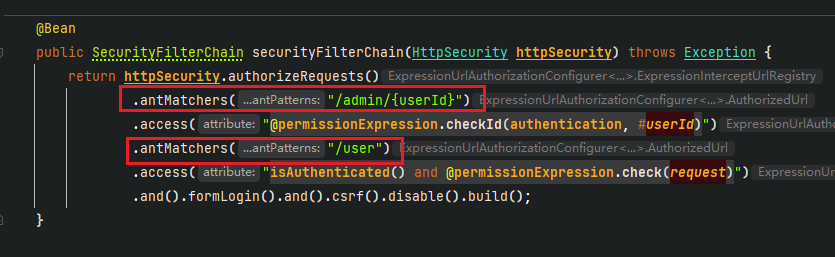 @Bean
public SecurityFilterChain securityFilterChain(HttpSecurity httpSecurity) throws Exception {
return httpSecurity.authorizeRequests() ExpressionUrlAuthorizationConfigurer<...>.ExpressionInterceptUrlRegistry
.antMatchers( ...antPatterns: "/admin/{userId}") ExpressionUrlAuthorizationConfigurer<...>.AuthorizedUrl
.access( attribute: "@permissionExpression.checkId(authentication, #userId)") ExpressionUrlAuthorizationConfigu
.antMatchers( ...antPatterns: "/user") ExpressionUrlAuthorizationConfigurer<...>.AuthorizedUrl
.access( attribute: "isAuthenticated() and @permissionExpression.check(request)") ExpressionUrl
.and().formLogin().and().csrf().disable().build();
}